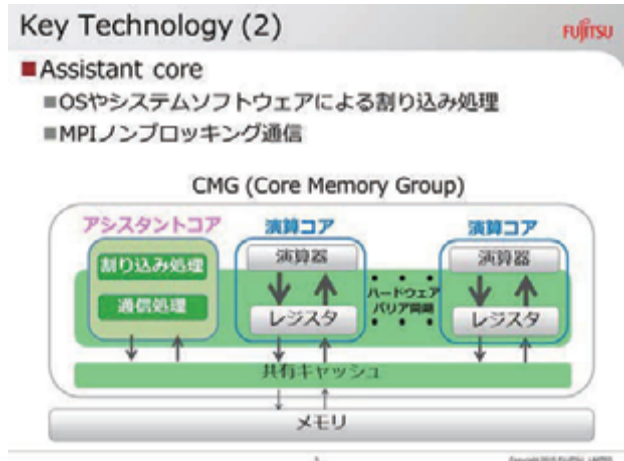 Key Technology (2)
FUJITSU
Assistant core
OSやシステムソフトウェアによる割り込み処理
MPIノンブロッキング通信
CMG (Core Memory Group)
アシスタントコア
演算コア
演算コア
割り込み処理
通信処理
演算器
レジスタ
ハードウェア
バリア同期
演算器
レジスタ
共有キャッシュ
メモリ